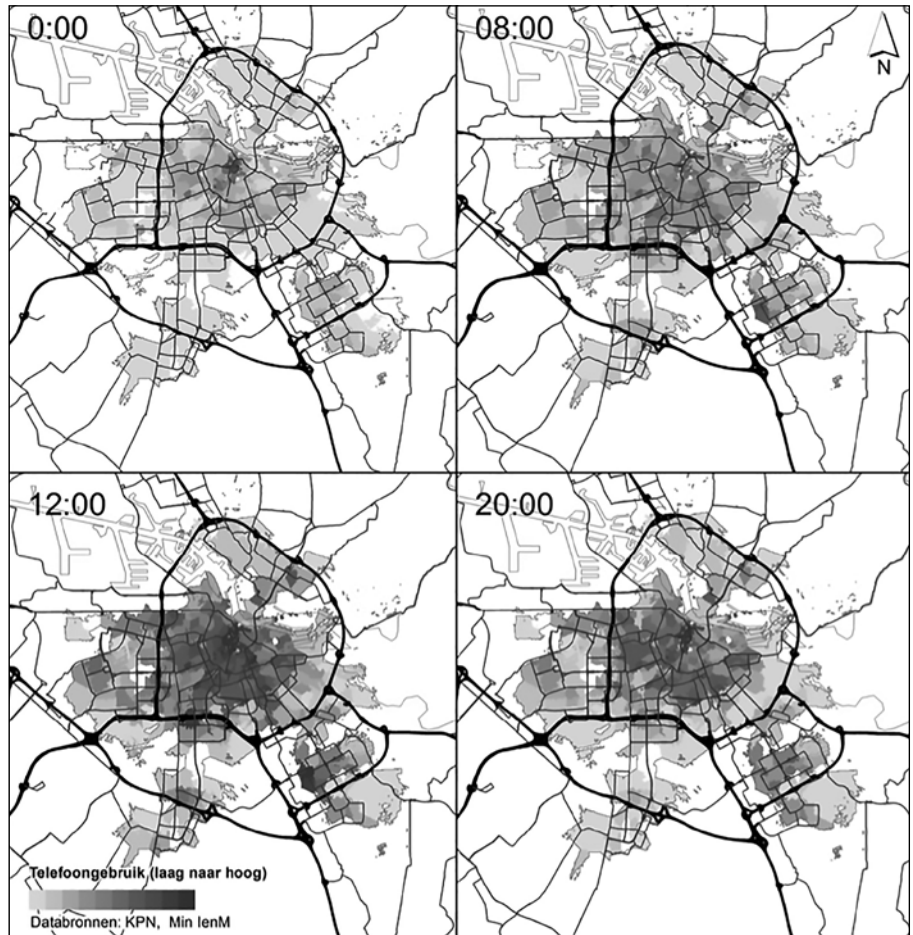 0:00
08:00
N
12:00
20:00
Telefoongebruik (laag naar hoog)
Databronnen: KPN, Min IenM